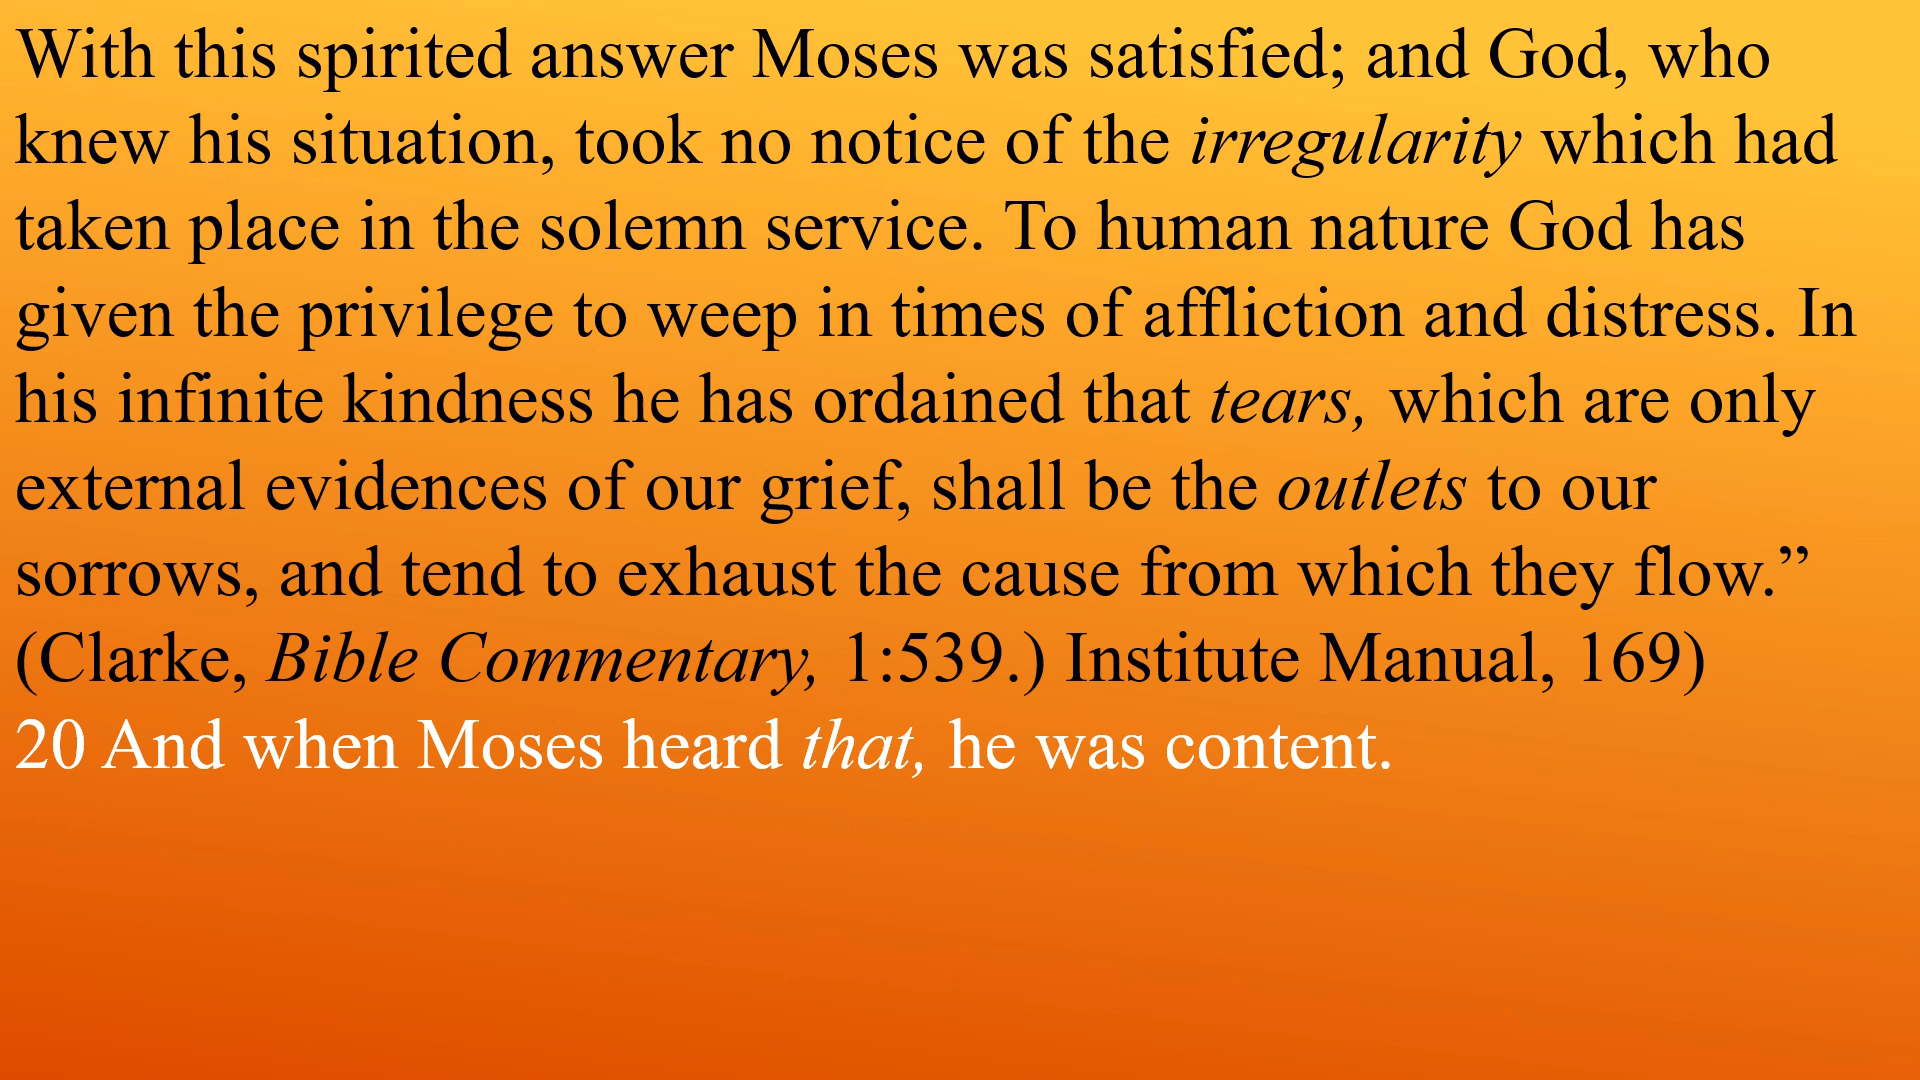 With this spirited answer Moses was satisfied; and God, who
knew his situation, took no notice of the irregularity which had
taken place in the solemn service. To human nature God has
given the privilege to weep in times of affliction and distress. In
his infinite kindness he has ordained that tears, which are only
external evidences of our grief, shall be the outlets to our
sorrows, and tend to exhaust the cause from which they flow.”
(Clarke, Bible Commentary, 1:539.) Institute Manual, 169)
20 And when Moses heard that, he was content.